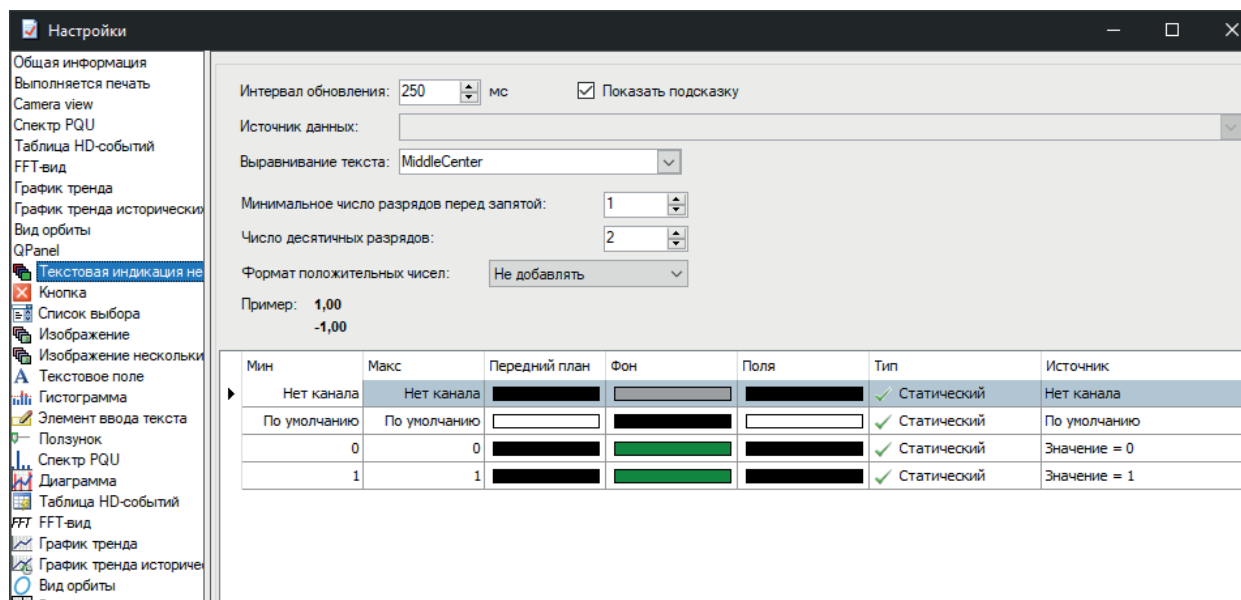 Настройки
Общая информация
Выполняется печать
Camera view
Спектр PQU
Таблица HD-событий
FFT-вид
График тренда
График тренда исторических
Вид орбиты
QPanel
Текстовая индикация не
Кнопка
Список выбора
Изображение
Изображение нескольки
Текстовое поле
Гистограмма
Элемент ввода текста
Ползунок
Спектр PQU
Диаграмма
Таблица HD-событий
FFT FFT-вид
График тренда
График тренда историчес
Вид орбиты
Интервал обновления: 250 мс Показать подсказку
Источник данных:
Выравнивание текста: MiddleCenter
Минимальное число разрядов перед запятой: 1
Число десятичных разрядов: 2
Формат положительных чисел: Не добавлять
Пример: 1,00
-1,00
Мин Макс Передний план Фон Поля Тип Источник
Нет канала Нет канала Статический Нет канала
По умолчанию По умолчанию Статический По умолчанию
0 0 Статический Значение = 0
1 1 Статический Значение = 1